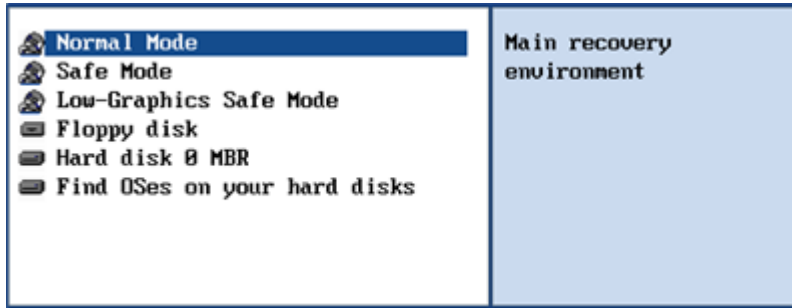 Normal Mode
Safe Mode
Low-Graphics Safe Mode
Floppy disk
Hard disk 0 MBR
Find OSes on your hard disks
Main recovery
environment